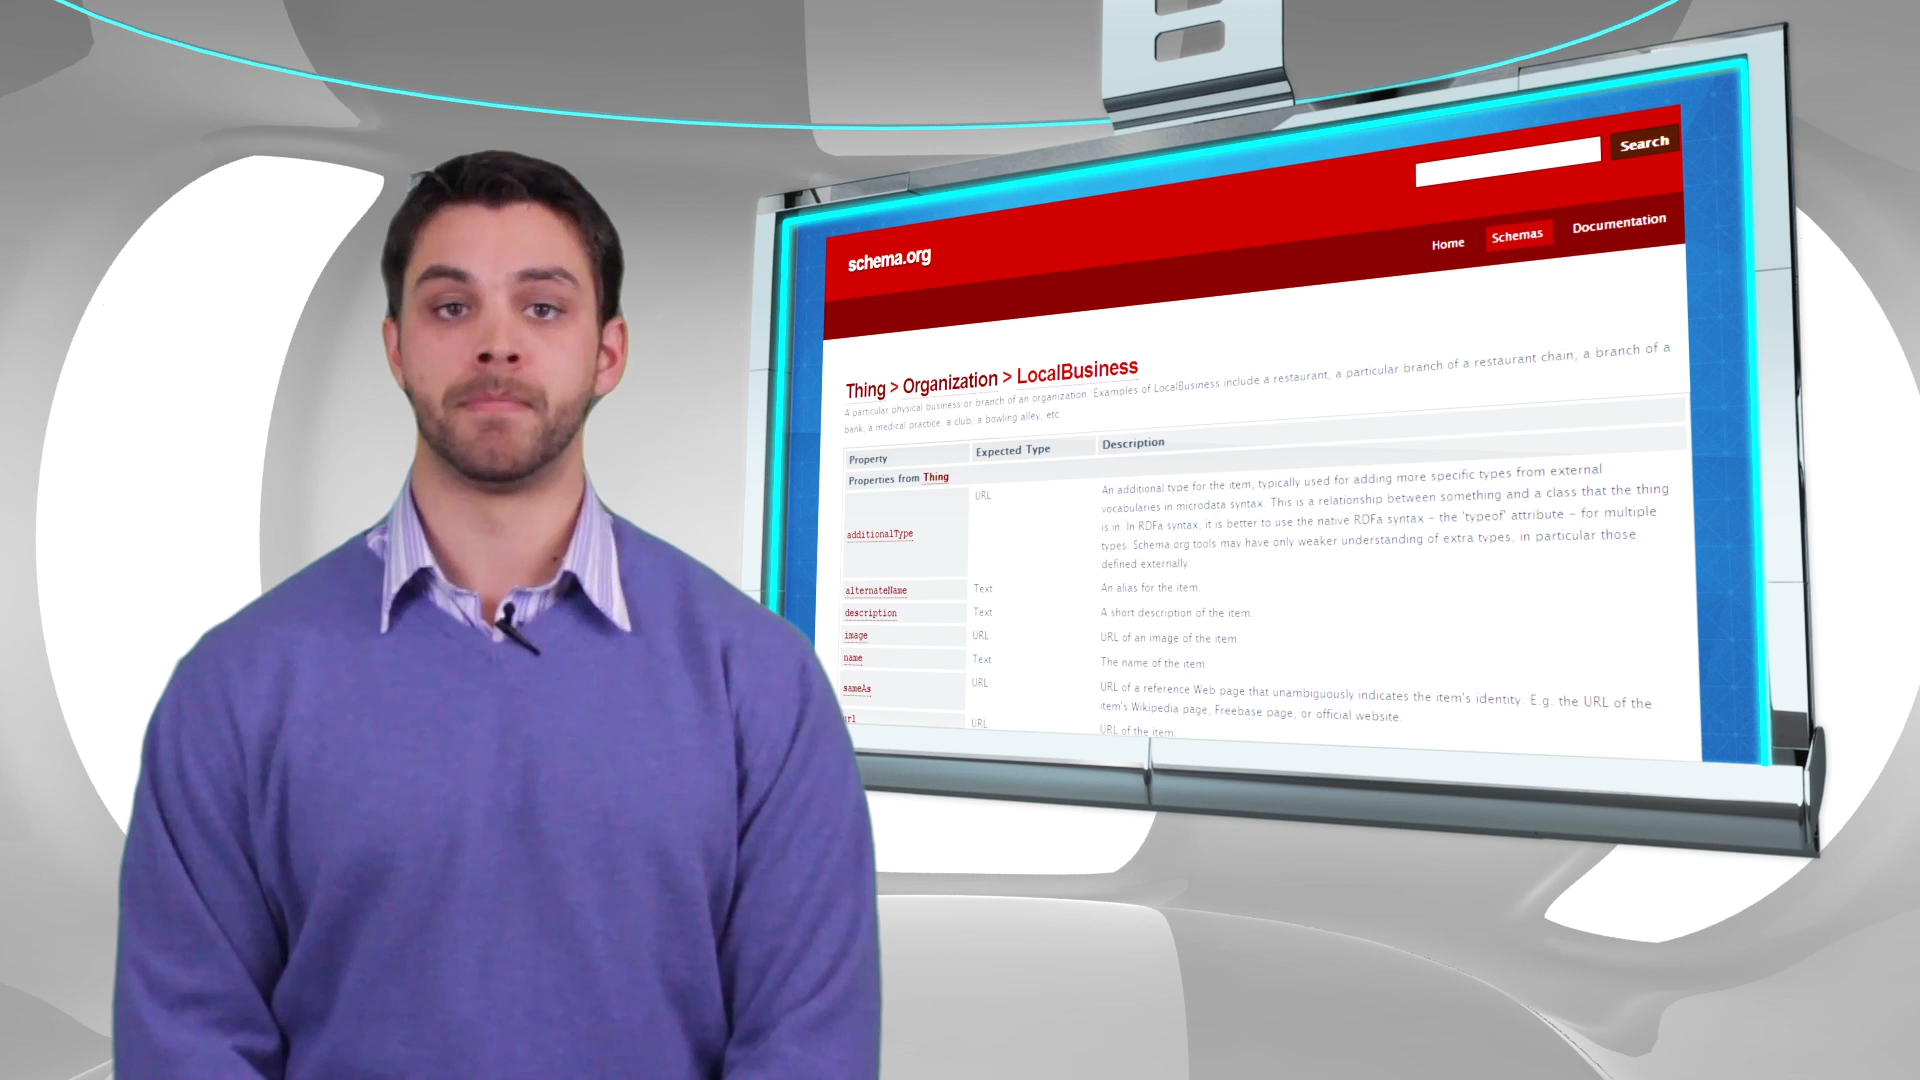 Search
schema.org
Home Schemas Documentation
Thing > Organization > LocalBusiness
A particular physical business or branch of an organization. Examples of LocalBusiness include a restaurant, a particular branch of a restaurant chain, a branch of a
bank, a medical practice, a club, a bowling alley, etc.
Property Expected Type Description
Properties from Thing
additionalType URL An additional type for the item, typically used for adding more specific types from external
vocabularies in microdata syntax. This is a relationship between something and a class that the thing
is in. In RDFa syntax, it is better to use the native RDFa syntax - the 'typeof' attribute - for multiple
types. Schema.org tools may have only weaker understanding of extra types, in particular those
defined externally.
alternateName Text An alias for the item.
description Text A short description of the item.
image URL URL of an image of the item.
name Text The name of the item.
sameAs URL URL of a reference Web page that unambiguously indicates the item's identity. E.g. the URL of the
item's Wikipedia page, Freebase page, or official website.
url URL URL of the item.